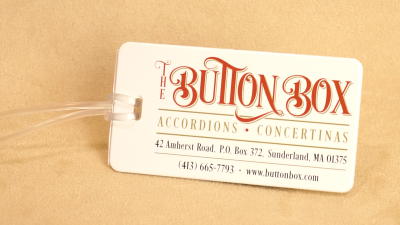 THE BUTTON BOX
ACCORDIONS • CONCERTINAS
42 Amherst Road, P.O. Box 372, Sunderland, MA 01375
(413) 665-7793 · www.buttonbox.com